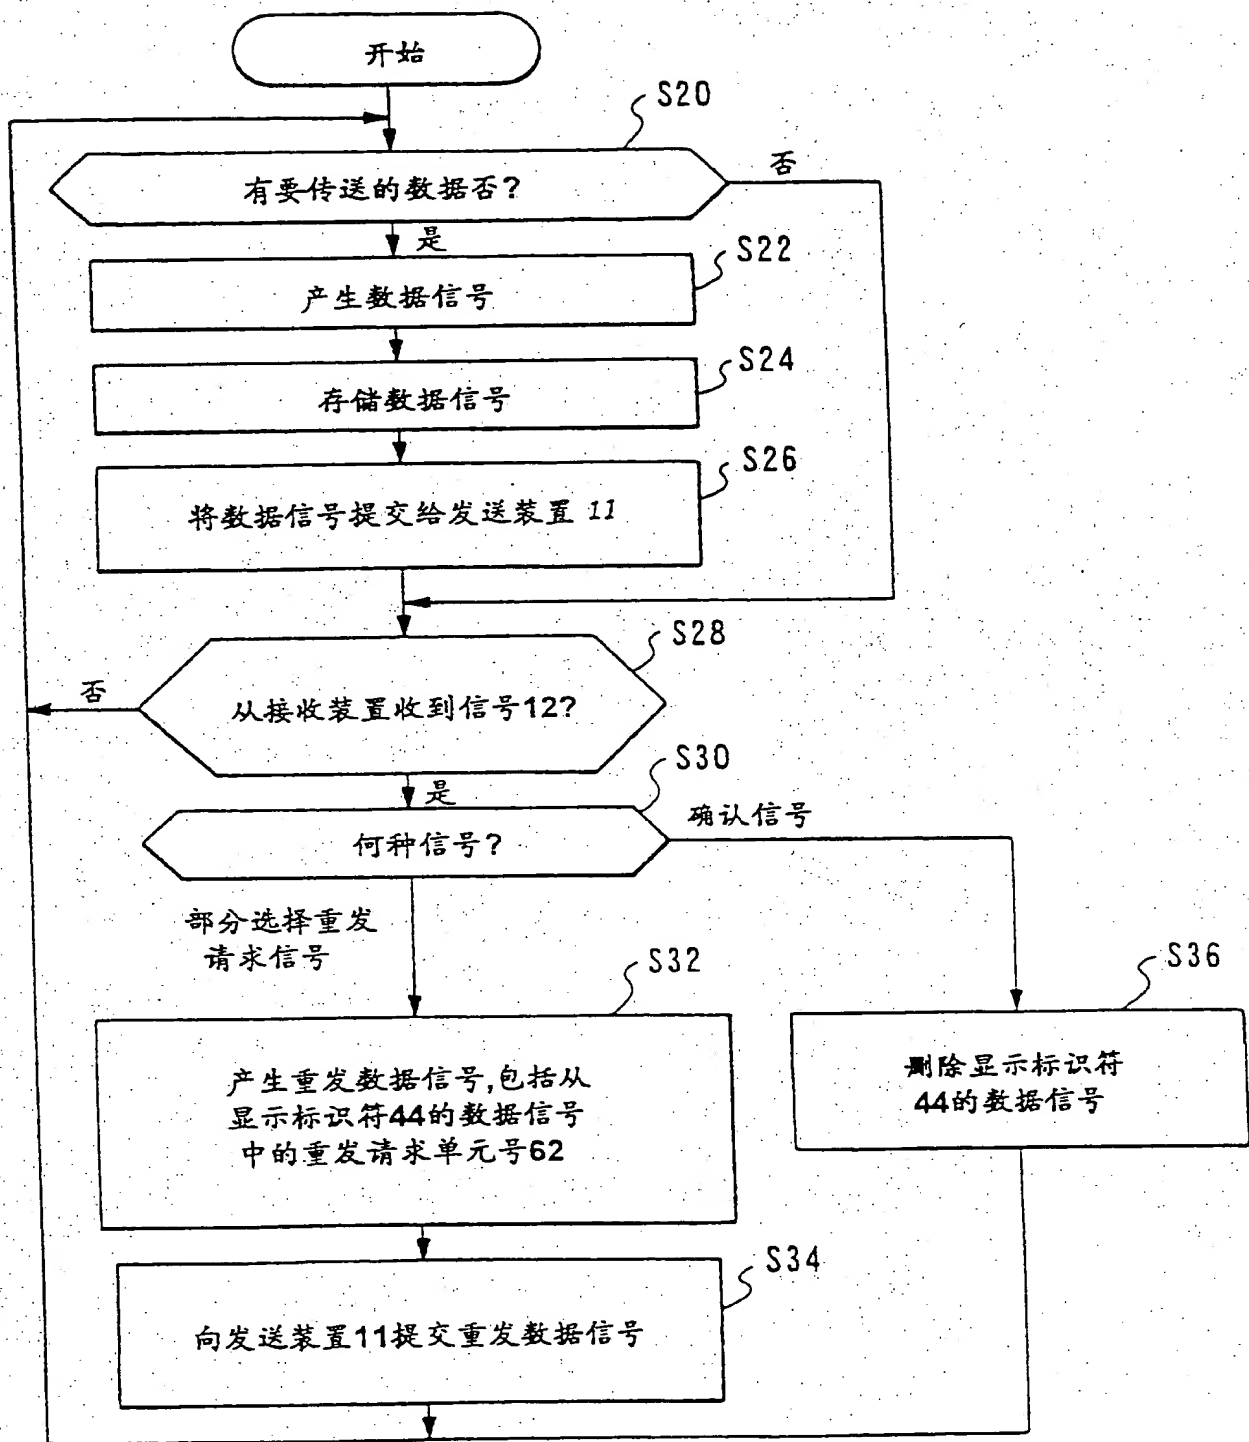 开始
S20
有要传送的数据否?
否
是
S22
产生数据信号
S24
存储数据信号
S26
将数据信号提交给发送装置 11
S28
否
从接收装置收到信号12?
是
S30
何种信号?
确认信号
部分选择重发
请求信号
S32
产生重发数据信号,包括从
显示标识符44的数据信号
中的重发请求单元号62
S36
删除显示标识符
44的数据信号
S34
向发送装置11提交重发数据信号